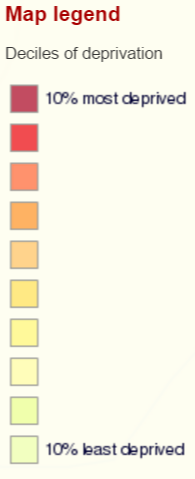 Map legend
Deciles of deprivation
10% most deprived
10% least deprived